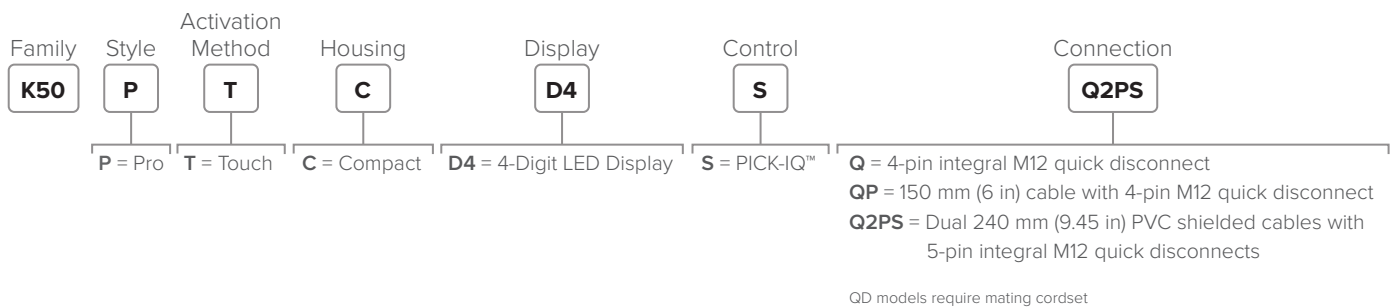 Family Style Activation Method Housing Display Control Connection
K50 P T C D4 S Q2PS
P = Pro T = Touch C = Compact D4 = 4-Digit LED Display S = PICK-IQ™ Q = 4-pin integral M12 quick disconnect
QP = 150 mm (6 in) cable with 4-pin M12 quick disconnect
Q2PS = Dual 240 mm (9.45 in) PVC shielded cables with
5-pin integral M12 quick disconnects
QD models require mating cordset